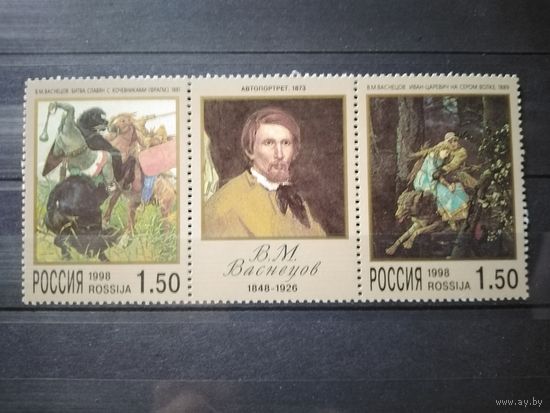 В.М.ВАСНЕЦОВ. БИТВА СЛАВЯН С КОЧЕВНИКАМИ (ФРАГМ.). 1881
РОССИЯ 1998 ROSSIJA 1.50
АВТОПОРТРЕТ. 1873
В.М.
Васнецов
1848-1926
В.М.ВАСНЕЦОВ. ИВАН-ЦАРЕВИЧ НА СЕРОМ ВОЛКЕ. 1889
РОССИЯ 1998 ROSSIJA 1.50
www.ay.by